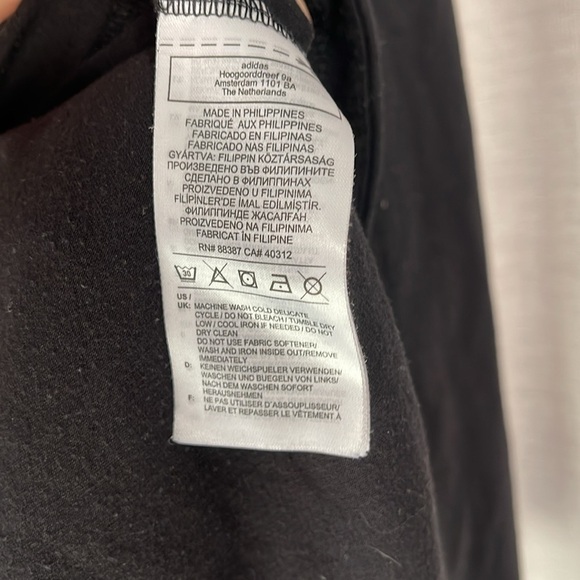 adidas
Hoogoorddreef 9a
Amsterdam 1101 BA
The Netherlands
MADE IN PHILIPPINES
FABRIQUÉ AUX PHILIPPINES
FABRICADO EN FILIPINAS
FABRICADO NAS FILIPINAS
GYÁRTVA: FILIPPIN KÖZTÁRSASÁG
ПРОИЗВЕДЕНО ВЪВ ФИЛИПИНИТЕ
СДЕЛАНО В ФИЛИППИНАХ
PROIZVEDENO U FILIPINIMA
FİLİPİNLER'DE İMAL EDİLMİŞTİR.
ФИЛИППИНДЕ ЖАСАЛҒАН
PROIZVEDENO NA FILIPINIMA
FABRICAT ÎN FILIPINE
RN# 88387 CA# 40312
30
US /
UK: MACHINE WASH COLD DELICATE
CYCLE / DO NOT BLEACH / TUMBLE DRY
LOW / COOL IRON IF NEEDED / DO NOT
DRY CLEAN
DO NOT USE FABRIC SOFTENER/
WASH AND IRON INSIDE OUT/REMOVE
IMMEDIATELY
D: KEINEN WEICHSPUELER VERWENDEN/
WASCHEN UND BUEGELN VON LINKS/
NACH DEM WASCHEN SOFORT
HERAUSNEHMEN
F: NE PAS UTILISER D'ASSOUPLISEUR/
LAVER ET REPASSER LE VÊTEMENT À